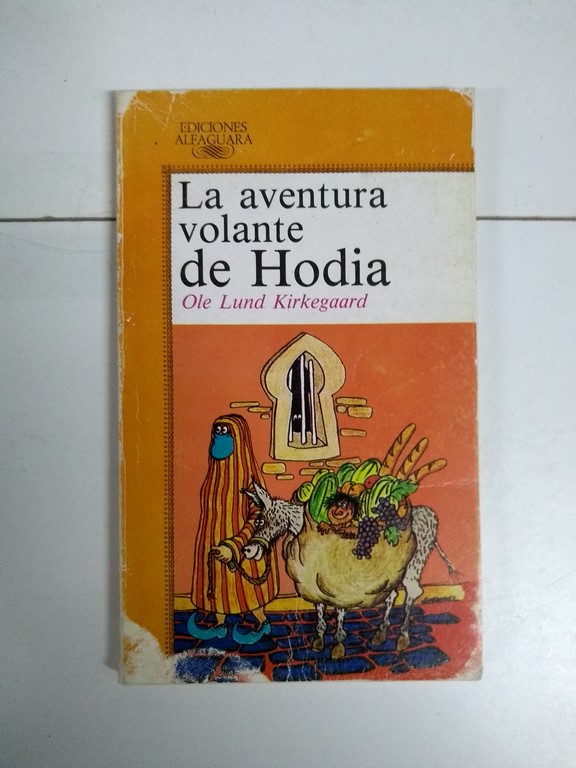 EDICIONES
ALFAGUARA
La aventura
volante
de Hodia
Ole Lund Kirkegaard